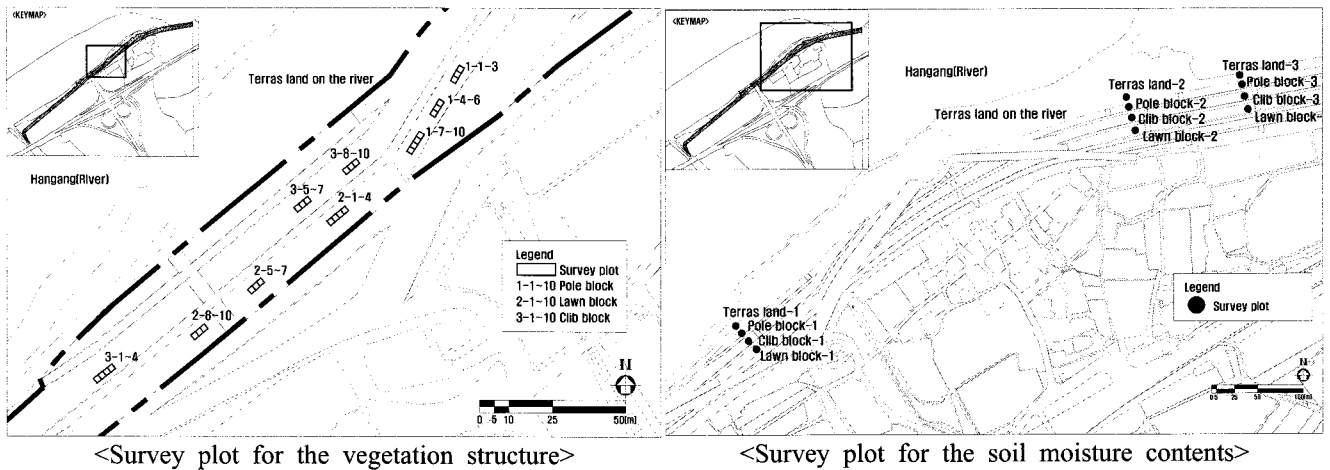 <KEYMAP>
Terras land on the river
Hangang(River)
1-1-3
1-4-6
1-7-10
3-8-10
3-5~7
2-1-4
2-5~7
2-8-10
3-1~4
Legend
Survey plot
1-1~10 Pole block
2-1~10 Lawn block
3-1~10 Clib block
N
0 5 10 25 50(m)
<Survey plot for the vegetation structure>
<KEYMAP>
Hangang(River)
Terras land on the river
Terras land-3
Pole block-3
Clib block-3
Lawn block-
Terras land-2
Pole block-2
Clib block-2
Lawn block-2
Terras land-1
Pole block-1
Clib block-1
Lawn block-1
Legend
Survey plot
N
<Survey plot for the soil moisture contents>